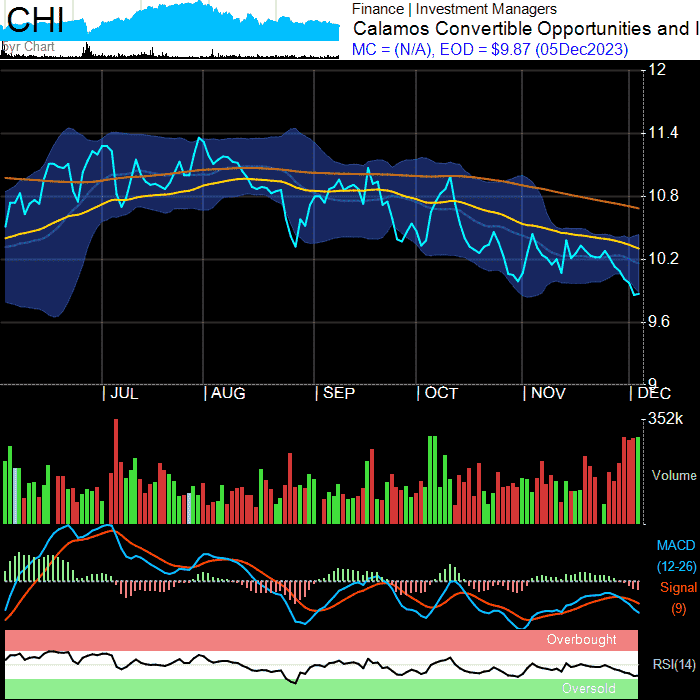 CHI
Finance | Investment Managers
Calamos Convertible Opportunities and I
MC = (N/A), EOD = $9.87 (05Dec2023)
5yr Chart
12
11.4
10.8
10.2
9.6
9
JUL
AUG
SEP
OCT
NOV
DEC
352k
Volume
MACD
(12-26)
Signal
(9)
Overbought
RSI(14)
Oversold